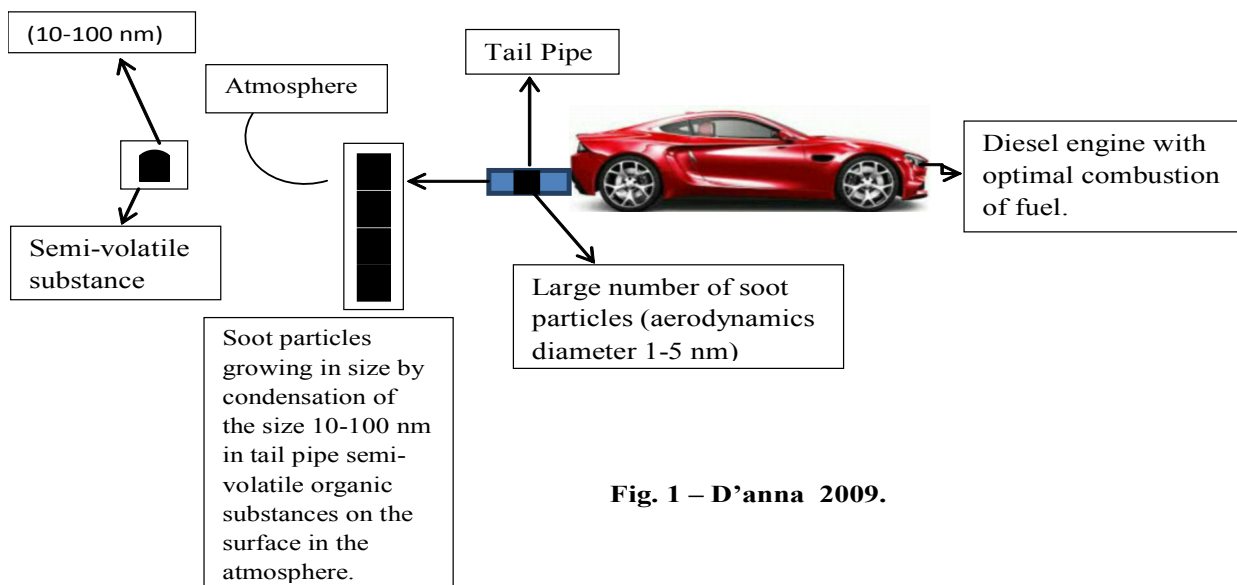 (10-100 nm)
Atmosphere
Tail Pipe
Diesel engine with
optimal combustion
of fuel.
Semi-volatile
substance
Large number of soot
particles (aerodynamics
diameter 1-5 nm)
Soot particles
growing in size by
condensation of
the size 10-100 nm
in tail pipe semi-
volatile organic
substances on the
surface in the
atmosphere.
Fig. 1 – D’anna  2009.